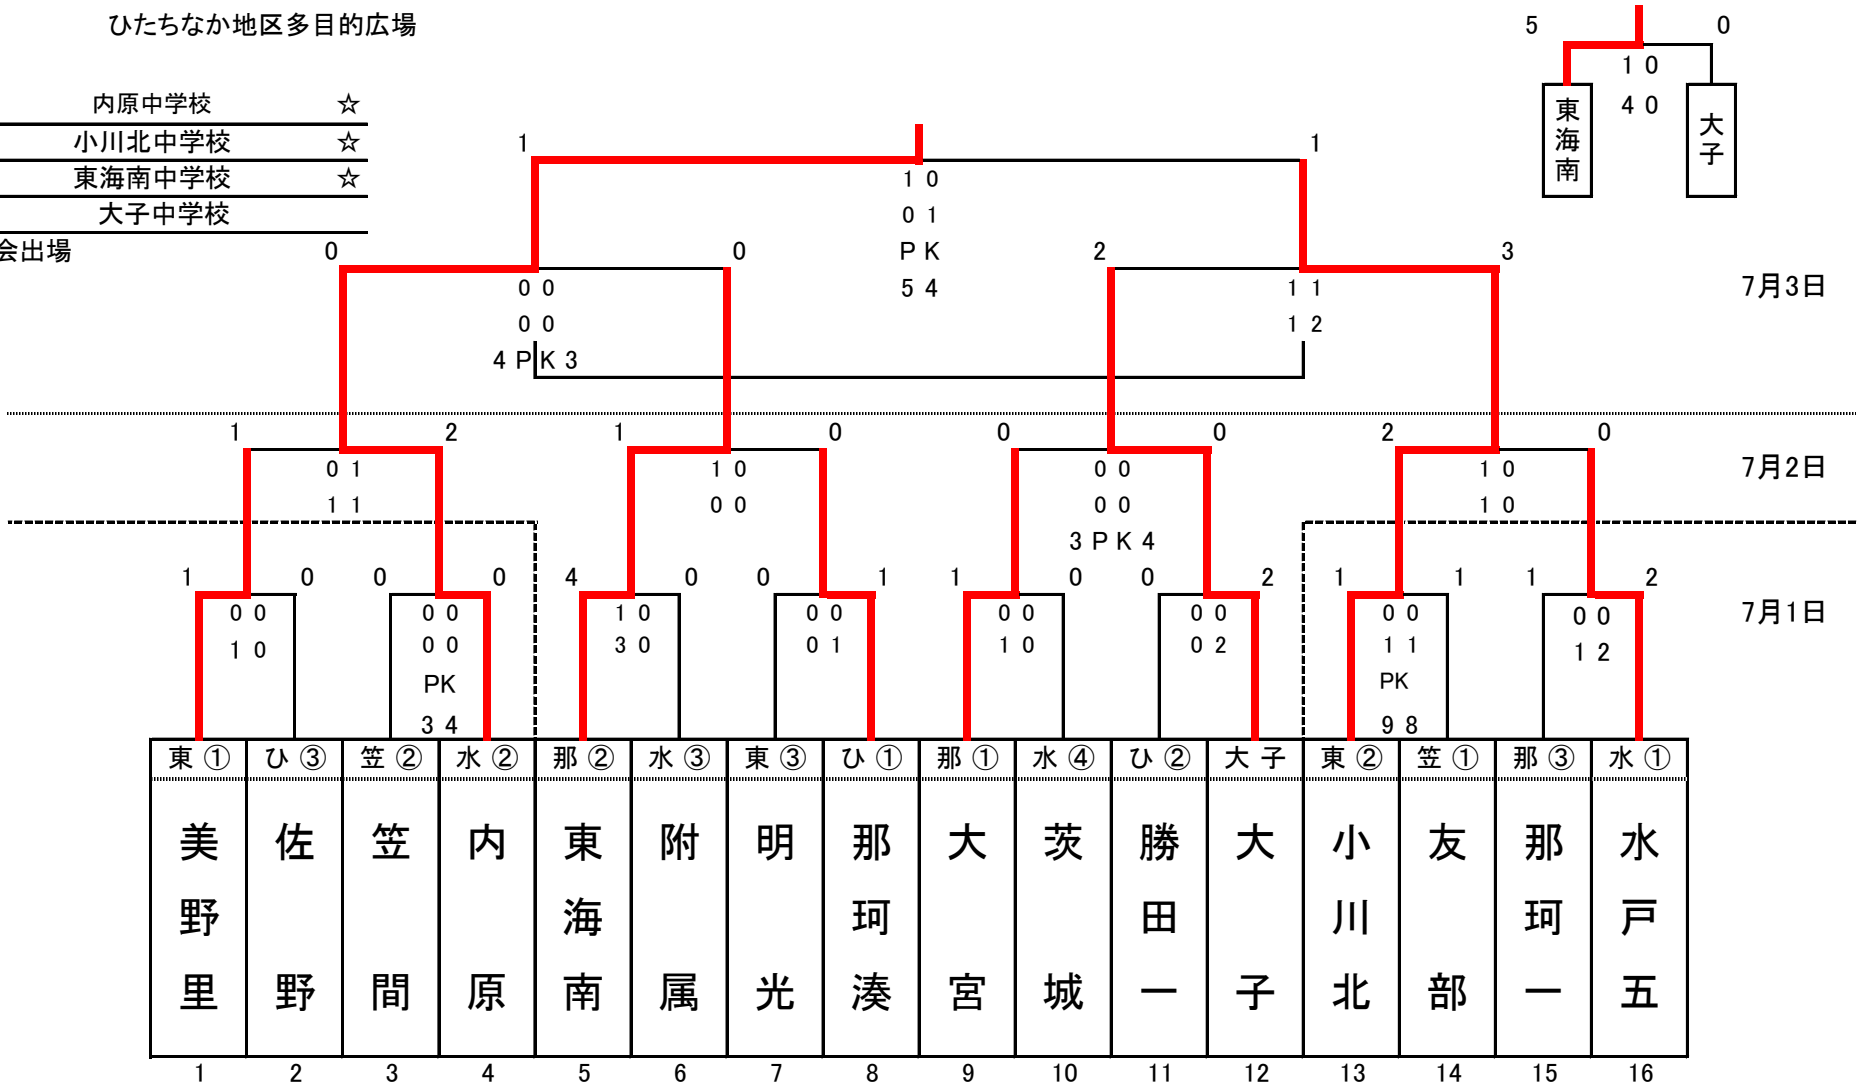 ひたちなか地区多目的広場
5 0
1 0
4 0
東海南 大子
内原中学校 ☆
小川北中学校 ☆
東海南中学校 ☆
大子中学校
会出場
1 1
1 0
0 1
P K
5 4
0 0 2 3
0 0 1 1
0 0 1 2
4 P K 3
7月3日
1 2 1 0 0 0 2 0
0 1 1 0 0 0 1 0
1 1 0 0 0 0 1 0
3 P K 4
7月2日
1 0 0 0 4 0 0 1 1 0 0 2 1 1 1 2
0 0 0 0 1 0 0 0 0 0 0 0 0 0 0 0
1 0 0 0 3 0 0 1 1 0 0 2 1 1 1 2
PK PK
3 4 9 8
7月1日
東① ひ③ 笠② 水② 那② 水③ 東③ ひ① 那① 水④ ひ② 大子 東② 笠① 那③ 水①
美野里 佐野 笠間 内原 東海南 附属 明光 那珂湊 大宮 茨城 勝田一 大子 小川北 友部 那珂一 水戸五
1 2 3 4 5 6 7 8 9 10 11 12 13 14 15 16